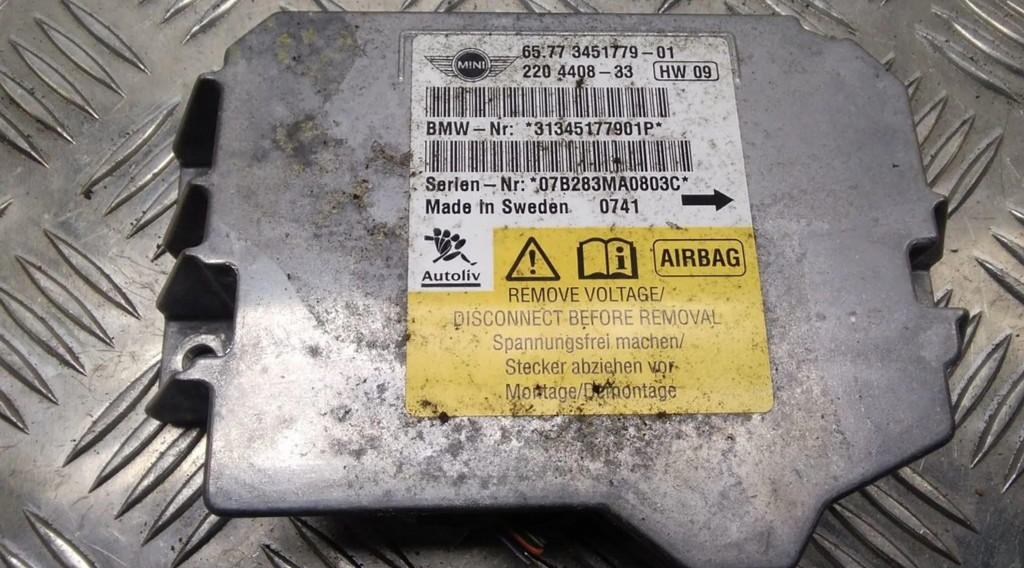 MINI
65.77 3451779-01
220 4408-33 HW 09
BMW-Nr: *31345177901P*
Serien-Nr: *07B283MA0803C*
Made in Sweden 0741
Autoliv
AIRBAG
REMOVE VOLTAGE/
DISCONNECT BEFORE REMOVAL
Spannungsfrei machen/
Stecker abziehen vor
Montage/Demontage